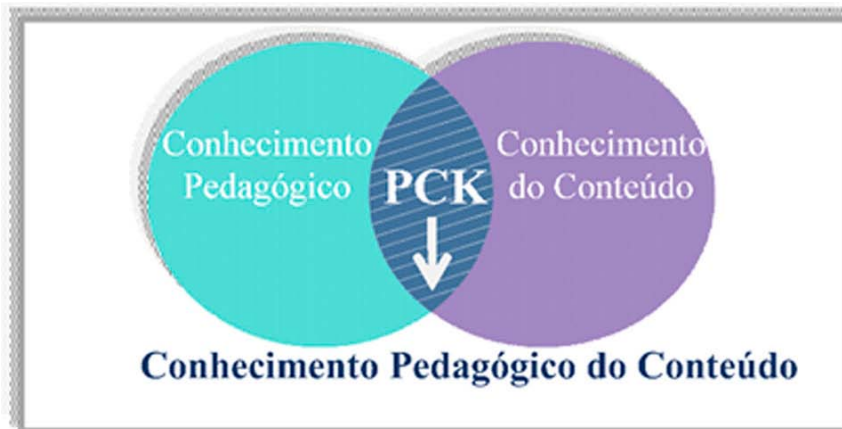 Conhecimento
Pedagógico
PCK
Conhecimento
do Conteúdo
Conhecimento Pedagógico do Conteúdo